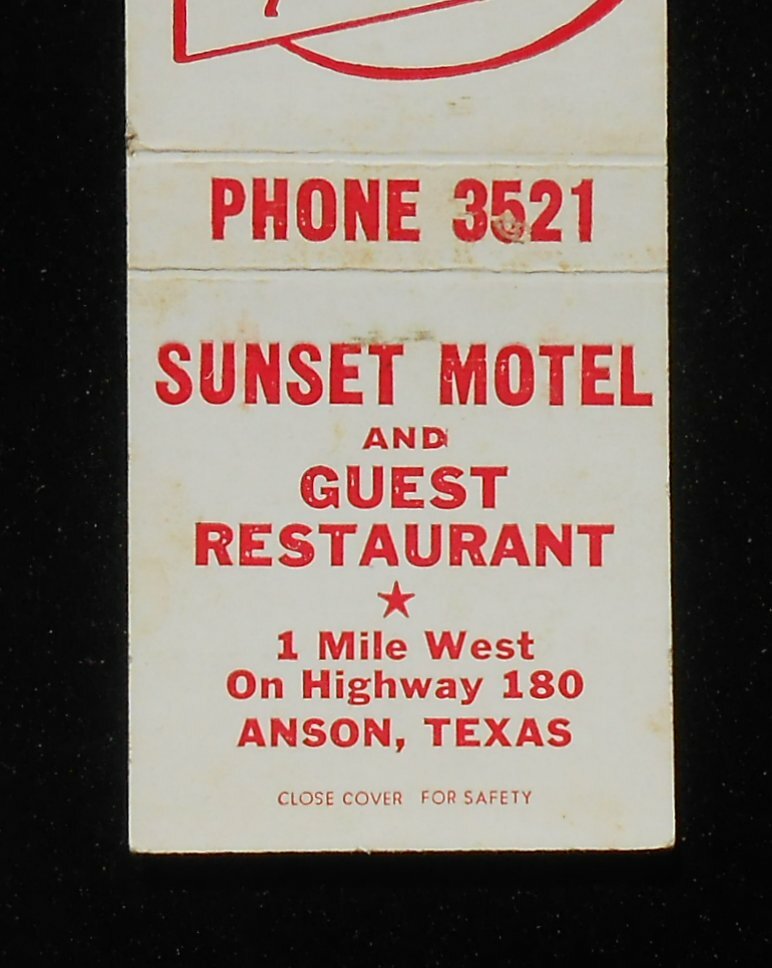 PHONE 3521
SUNSET MOTEL
AND
GUEST
RESTAURANT
1 Mile West
On Highway 180
ANSON, TEXAS
CLOSE COVER FOR SAFETY